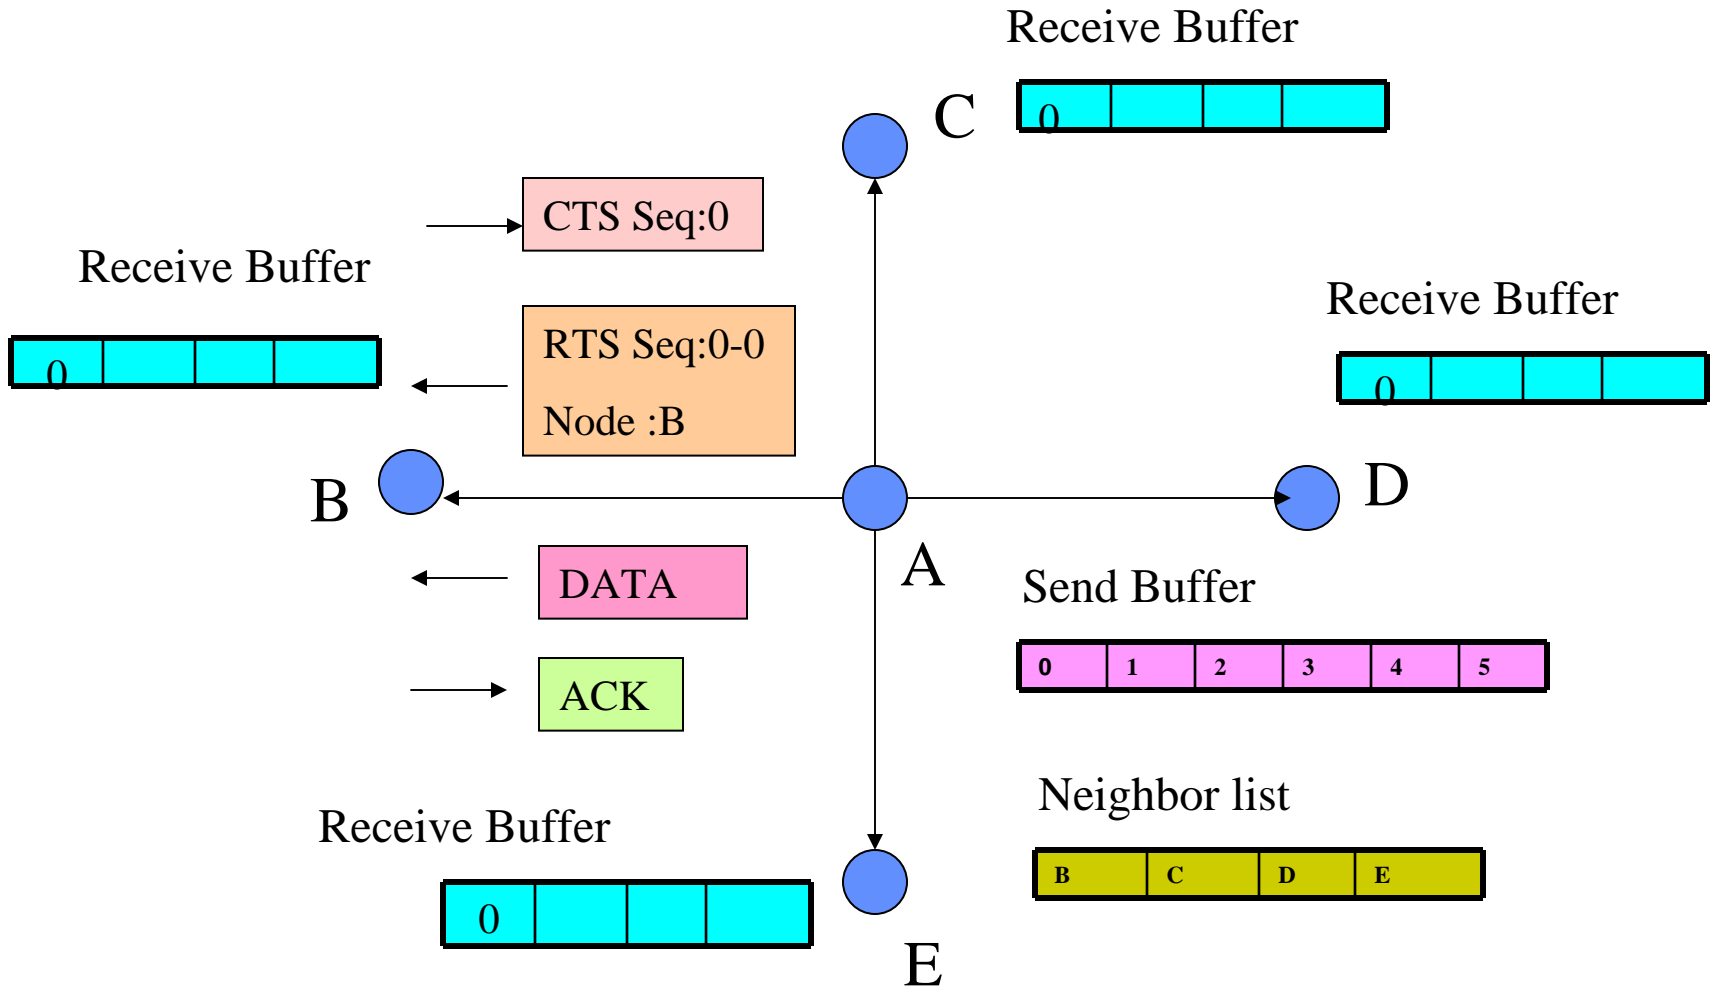 Receive Buffer
C
0
CTS Seq:0
Receive Buffer
0
RTS Seq:0-0
Node :B
Receive Buffer
0
B
D
A
DATA
ACK
Send Buffer
0 1 2 3 4 5
Neighbor list
B C D E
Receive Buffer
0
E